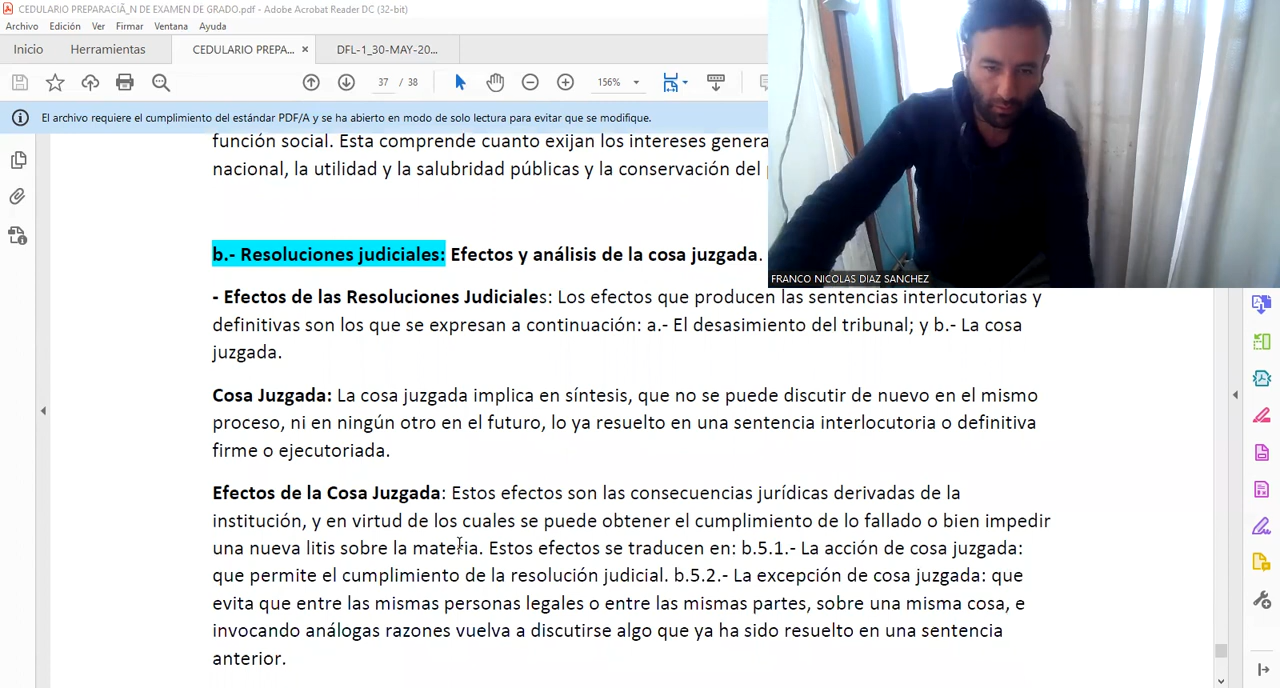 CEDULARIO PREPARACIÃ_N DE EXAMEN DE GRADO.pdf - Adobe Acrobat Reader DC (32-bit)
Archivo Edición Ver Firmar Ventana Ayuda
Inicio Herramientas CEDULARIO PREPA... × DFL-1_30-MAY-20...
37 / 38 156%
El archivo requiere el cumplimiento del estándar PDF/A y se ha abierto en modo de solo lectura para evitar que se modifique.
función social. Esta comprende cuanto exijan los intereses genera
nacional, la utilidad y la salubridad públicas y la conservación del
FRANCO NICOLAS DIAZ SANCHEZ
b.- Resoluciones judiciales: Efectos y análisis de la cosa juzgada.
- Efectos de las Resoluciones Judiciales: Los efectos que producen las sentencias interlocutorias y
definitivas son los que se expresan a continuación: a.- El desasimiento del tribunal; y b.- La cosa
juzgada.
Cosa Juzgada: La cosa juzgada implica en síntesis, que no se puede discutir de nuevo en el mismo
proceso, ni en ningún otro en el futuro, lo ya resuelto en una sentencia interlocutoria o definitiva
firme o ejecutoriada.
Efectos de la Cosa Juzgada: Estos efectos son las consecuencias jurídicas derivadas de la
institución, y en virtud de los cuales se puede obtener el cumplimiento de lo fallado o bien impedir
una nueva litis sobre la materia. Estos efectos se traducen en: b.5.1.- La acción de cosa juzgada:
que permite el cumplimiento de la resolución judicial. b.5.2.- La excepción de cosa juzgada: que
evita que entre las mismas personas legales o entre las mismas partes, sobre una misma cosa, e
invocando análogas razones vuelva a discutirse algo que ya ha sido resuelto en una sentencia
anterior.